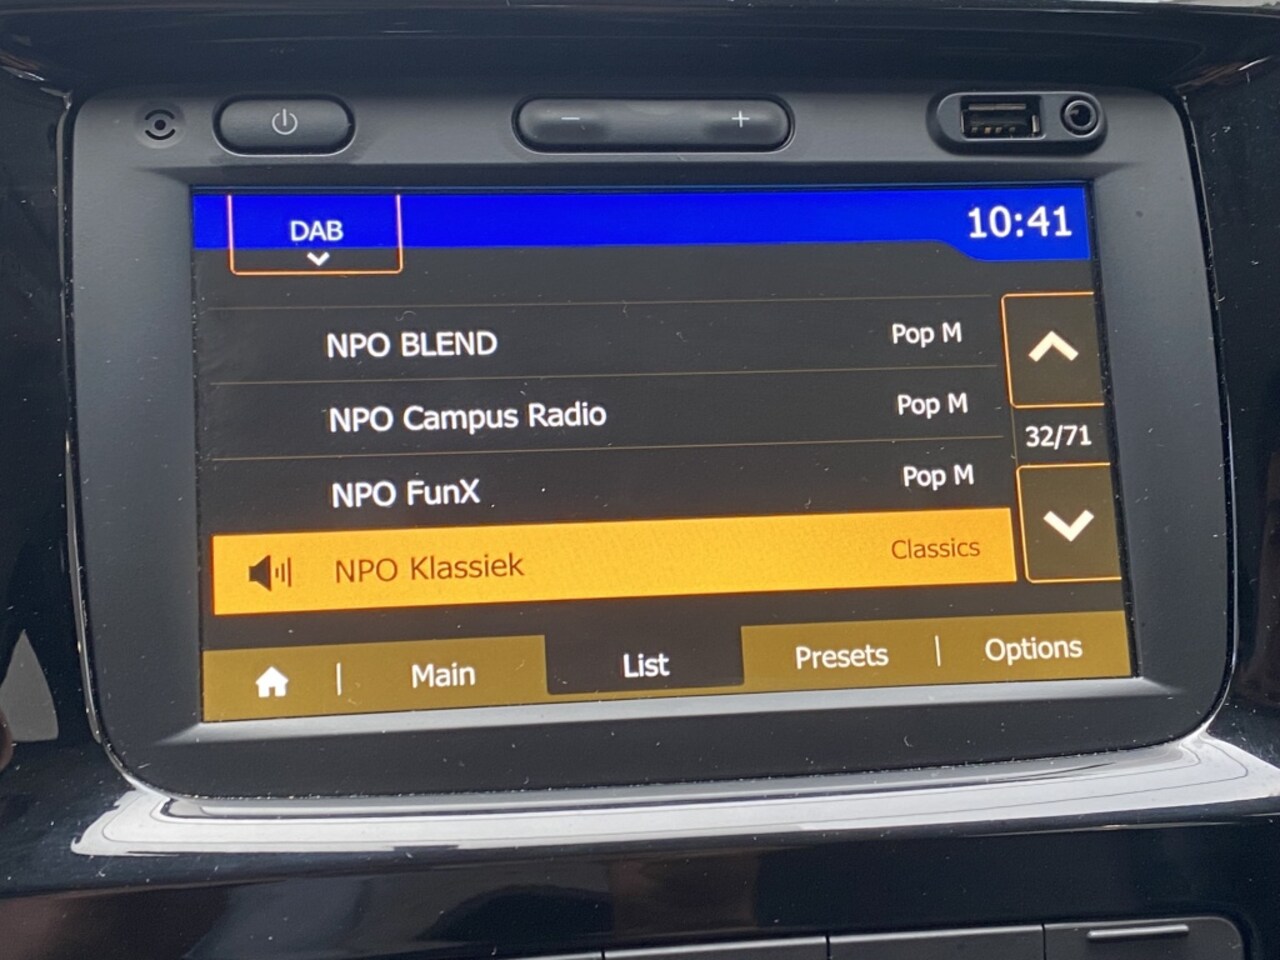 DAB
10:41
NPO BLEND Pop M
NPO Campus Radio Pop M
32/71
NPO FunX Pop M
NPO Klassiek Classics
Main List Presets Options